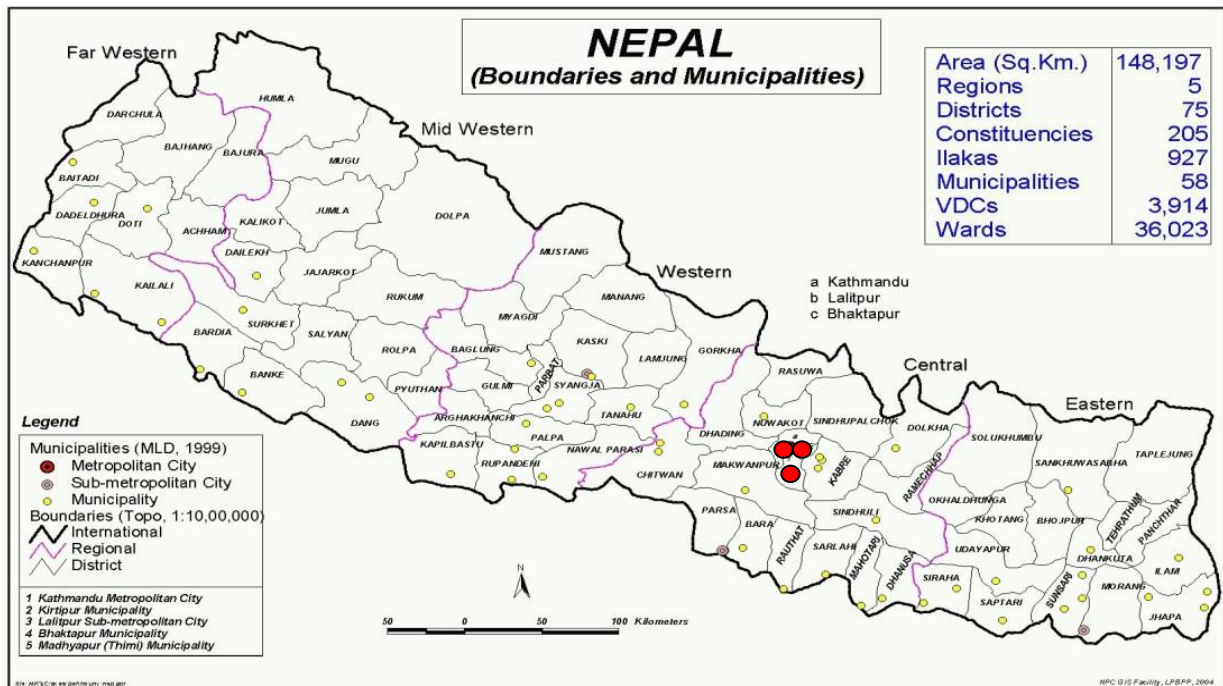 NEPAL
(Boundaries and Municipalities)
Area (Sq.Km.) 148,197
Regions 5
Districts 75
Constituencies 205
Ilakas 927
Municipalities 58
VDCs 3,914
Wards 36,023
Far Western
Mid Western
Western
Central
Eastern
a Kathmandu
b Lalitpur
c Bhaktapur
HUMLA
DARCHULA
BAJHANG
BAJURA
MUGU
BAITADI
DADELDHURA
DOTI
ACHHAM
KALIKOT
JUMLA
DOLPA
KANCHANPUR
KAILALI
DAILEKH
JAJARKOT
MUSTANG
RUKUM
MYAGDI
MANANG
BARDIA
SURKHET
SALYAN
ROLPA
BAGLUNG
KASKI
LAMJUNG
GORKHA
BANKE
DANG
PYUTHAN
GULMI
PARBAT
SYANGJA
TANAHU
ARGHAKHANCHI
PALPA
KAPILBASTU
RUPANDEHI
NAWAL PARASI
CHITWAN
RASUWA
NUWAKOT
SINDHUPALCHOK
DHADING
a
MAKWANPUR
KABRE
DOLKHA
RAMECHHAP
SOLUKHUMBU
SANKHUWASABHA
TAPLEJUNG
OKHALDHUNGA
KHOTANG
BHOJPUR
TEHRATHUM
PANCHTHAR
PARSA
BARA
RAUTHAT
SARLAHI
MAHOTARI
DHANUSA
SINDHULI
SIRAHA
UDAYAPUR
SAPTARI
SUNSARI
DHANKUTA
MORANG
ILAM
JHAPA
Legend
Municipalities (MLD, 1999)
Metropolitan City
Sub-metropolitan City
Municipality
Boundaries (Topo, 1:10,00,000)
International
Regional
District
1 Kathmandu Metropolitan City
2 Kirtipur Municipality
3 Lalitpur Sub-metropolitan City
4 Bhaktapur Municipality
5 Madhyapur (Thimi) Municipality
N
50 0 50 100 Kilometers
NPC GIS Facility, LPBPP, 2004